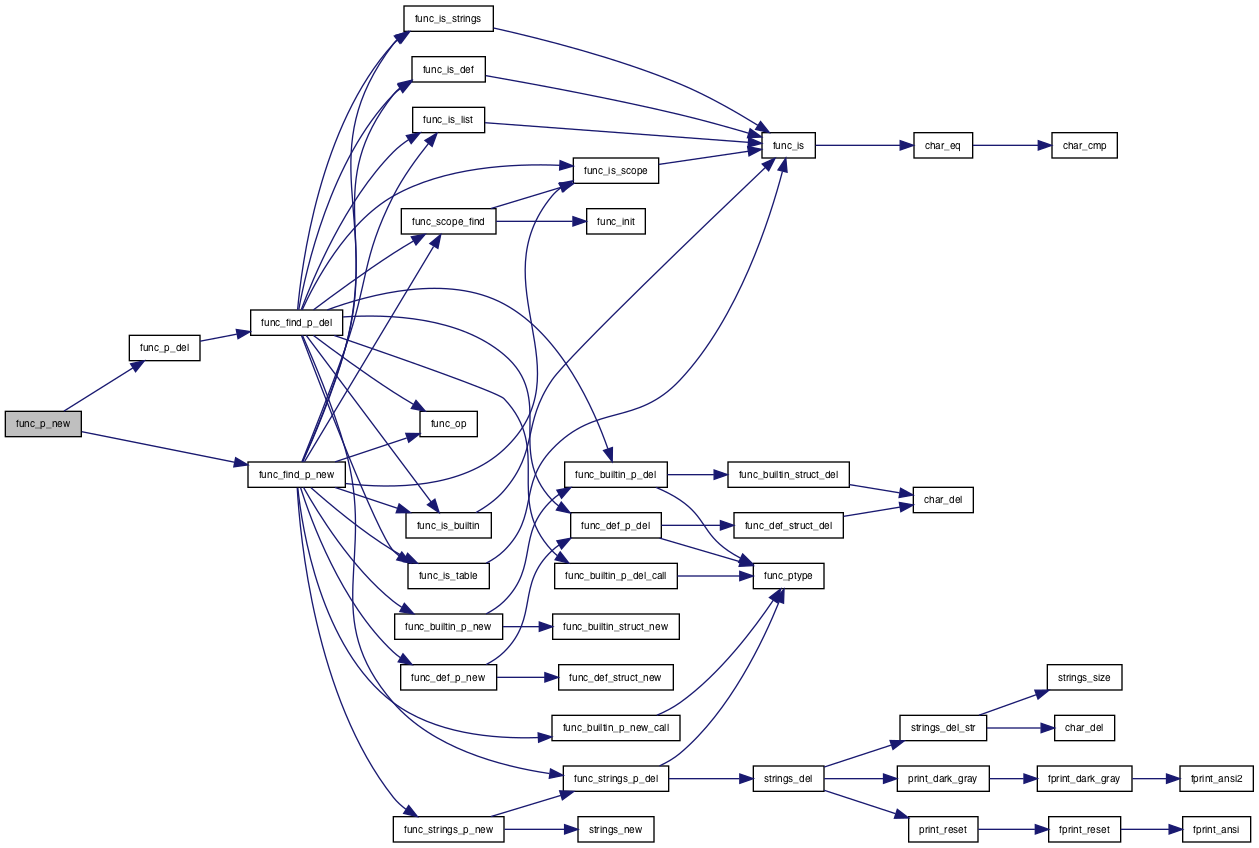 func_is_strings
func_is_def
func_is_list
func_is
char_eq
char_cmp
func_is_scope
func_scope_find
func_init
func_find_p_del
func_p_del
func_p_new
func_op
func_find_p_new
func_builtin_p_del
func_builtin_struct_del
char_del
func_is_builtin
func_def_p_del
func_def_struct_del
func_is_table
func_builtin_p_del_call
func_ptype
func_builtin_p_new
func_builtin_struct_new
func_def_p_new
func_def_struct_new
strings_size
func_builtin_p_new_call
strings_del_str
char_del
func_strings_p_del
strings_del
print_dark_gray
fprint_dark_gray
fprint_ansi2
func_strings_p_new
strings_new
print_reset
fprint_reset
fprint_ansi